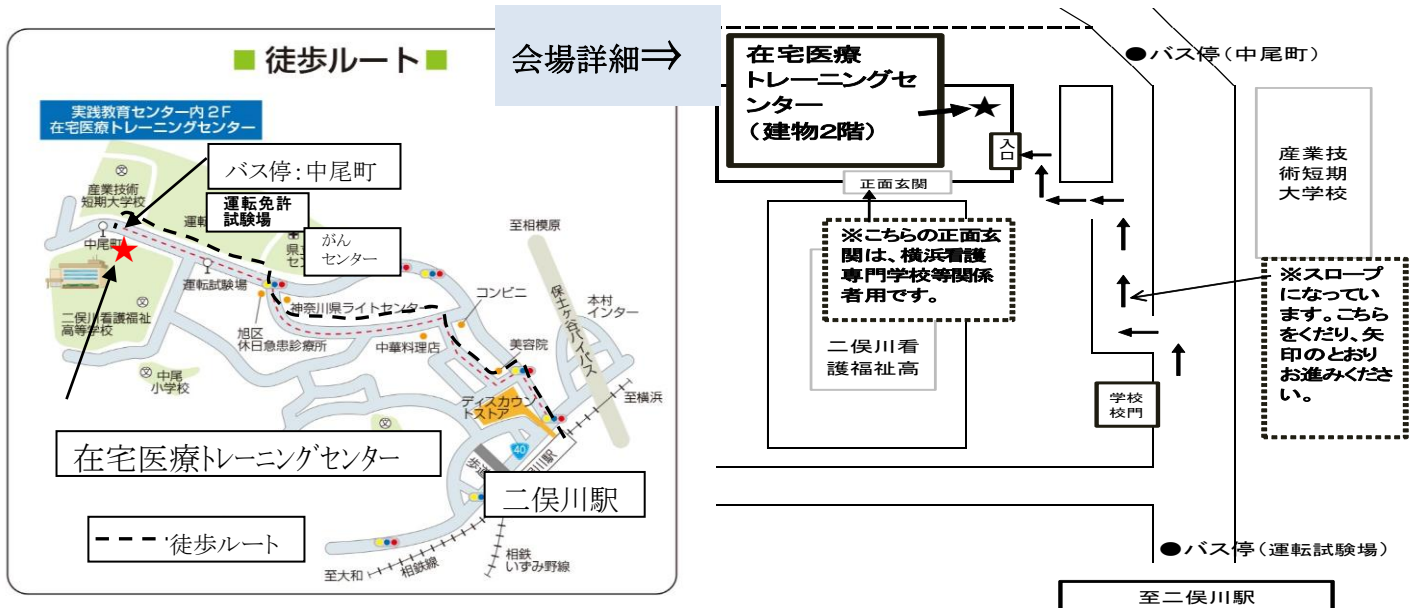 ■ 徒歩ルート ■
会場詳細⇒
実践教育センター内2F
在宅医療トレーニングセンター
バス停：中尾町
産業技術
短期大学校
運転免許
試験場
がん
センター
中尾町
運転試験場
至相模原
神奈川県ライトセンター
コンビニ
保土ヶ谷バイパス
本村
インター
旭区
休日急患診療所
中華料理店
美容院
二俣川看護福祉
高等学校
中尾
小学校
ディスカウン
トストア
至横浜
在宅医療トレーニングセンター
40
二俣川駅
徒歩ルート
至大和
相鉄線
相鉄
いずみ野線
在宅医療
トレーニングセ
ンター
（建物2階）
入口
正面玄関
●バス停（中尾町）
産業技
術短期
大学校
※こちらの正面玄
関は、横浜看護
専門学校等関係
者用です。
二俣川看
護福祉高
※スロープ
になってい
ます。こちら
をくだり、矢
印のとおり
お進みくださ
い。
学校
校門
●バス停（運転試験場）
至二俣川駅